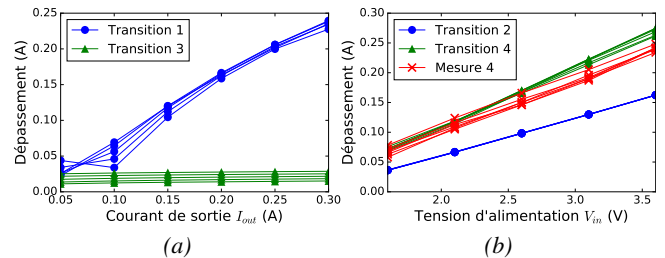 Dépassement (A)
0.25
0.20
0.15
0.10
0.05
0.00
Transition 1
Transition 3
0.05 0.10 0.15 0.20 0.25 0.30
Courant de sortie I_out (A)
(a)
Dépassement (A)
0.30
0.25
0.20
0.15
0.10
0.05
0.00
Transition 2
Transition 4
Mesure 4
2.0 2.5 3.0 3.5
Tension d'alimentation V_in (V)
(b)